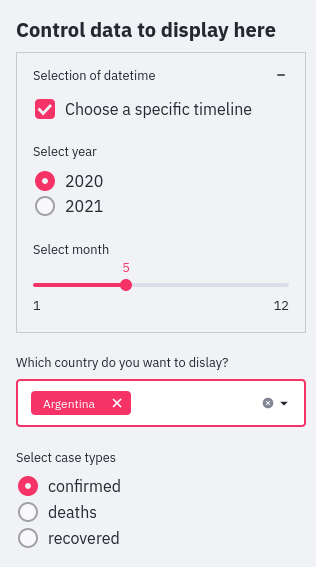 Control data to display here
Selection of datetime
Choose a specific timeline
Select year
2020
2021
Select month
5
1 12
Which country do you want to dislay?
Argentina
Select case types
confirmed
deaths
recovered